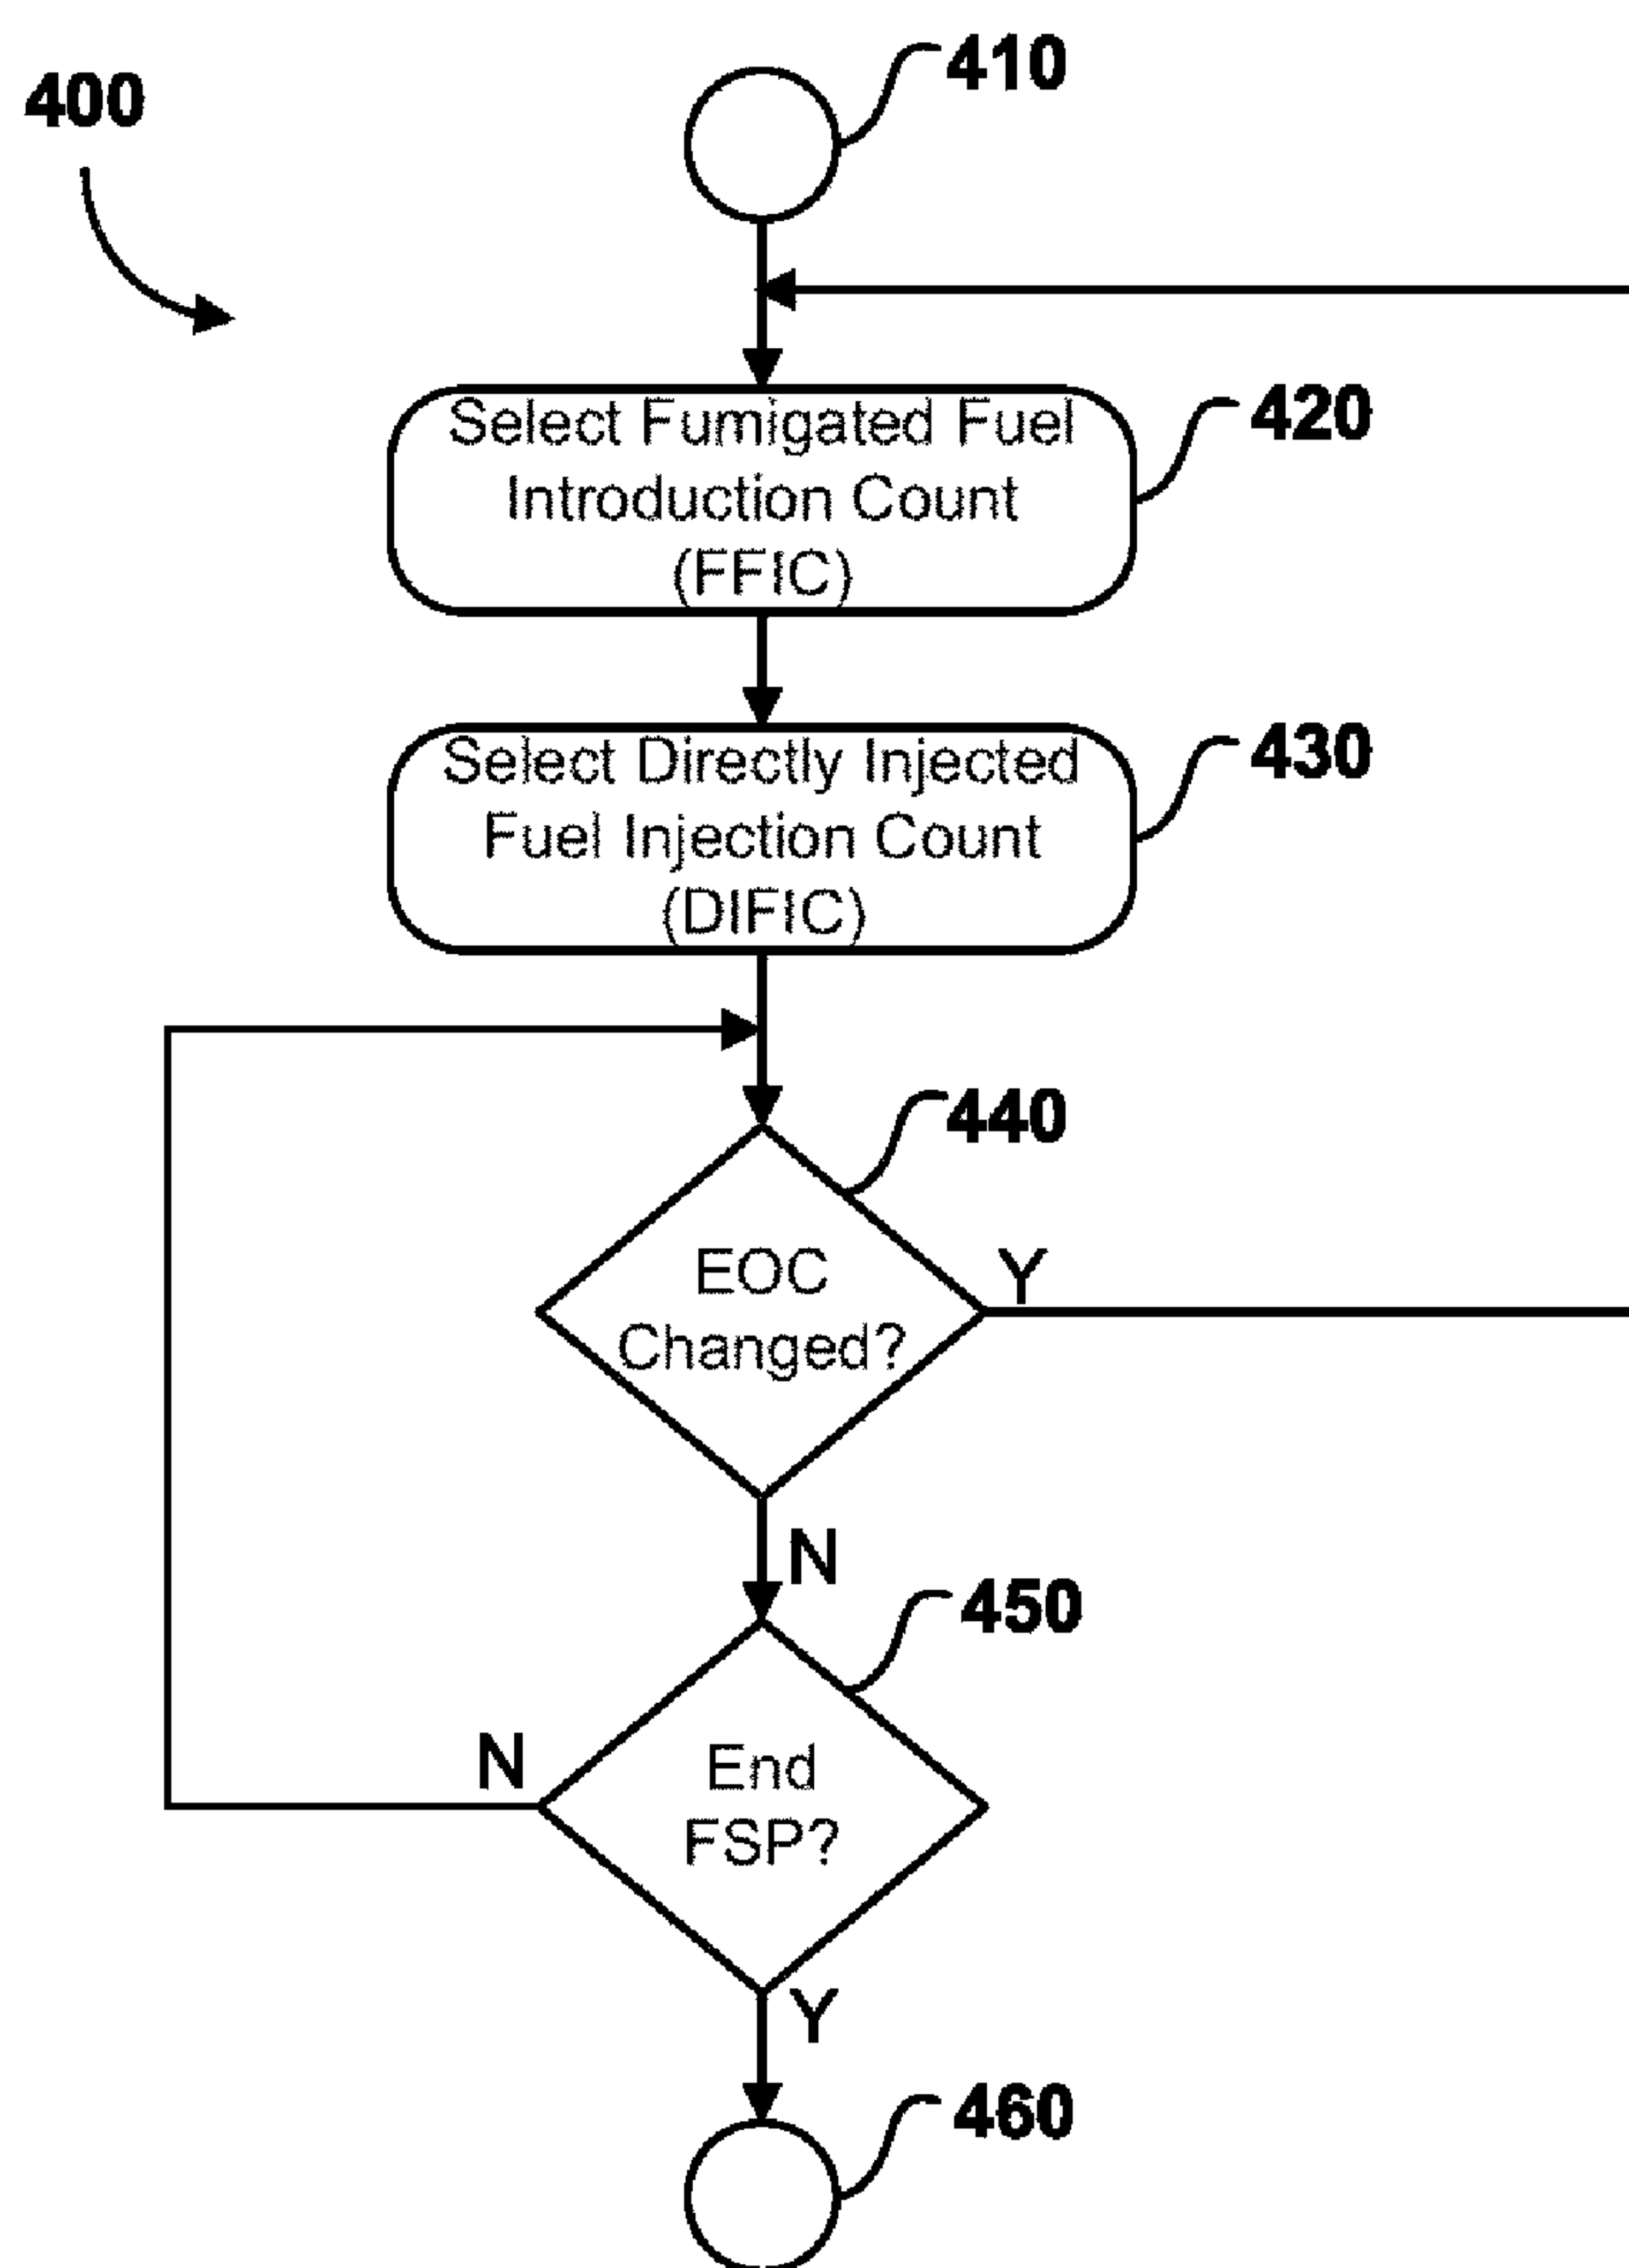 400
410
Select Fumigated Fuel
Introduction Count
(FFIC)
420
Select Directly Injected
Fuel Injection Count
(DIFIC)
430
440
EOC
Changed?
Y
N
450
End
FSP?
N
Y
460